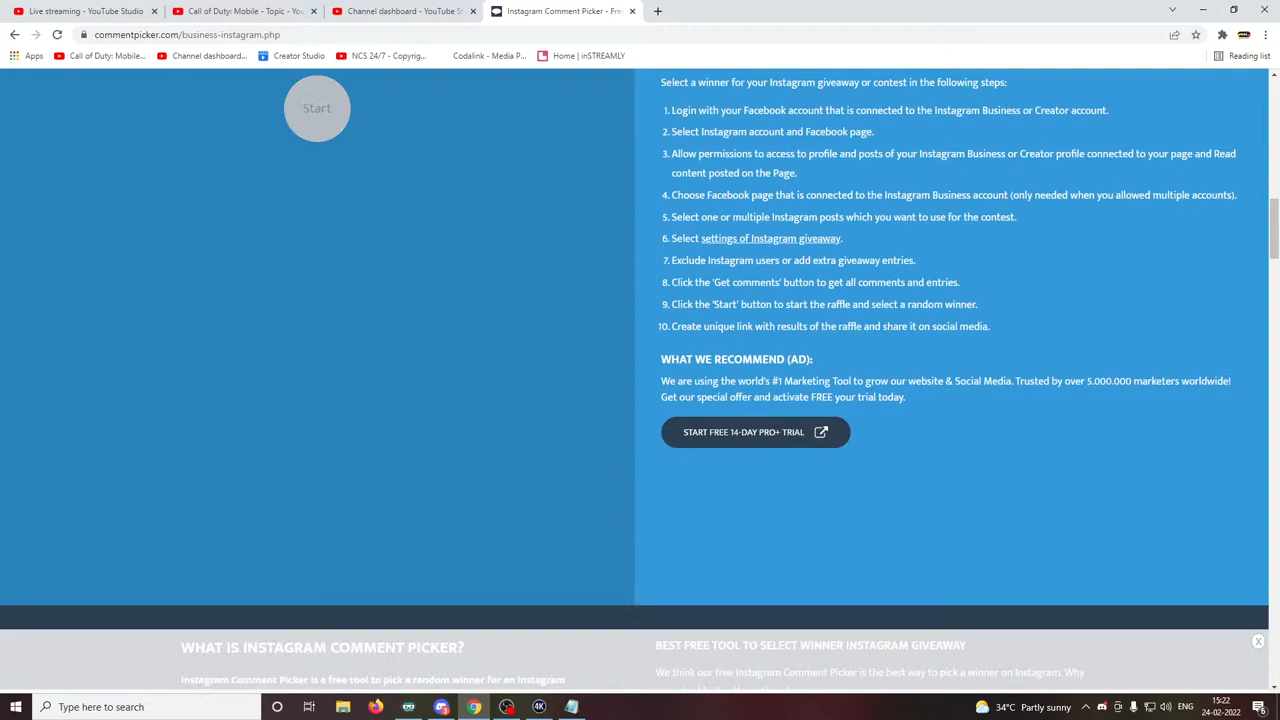 Live streaming - YouTube Studio
Call of Duty: Mobile - Topic - You
Channel dashboard - YouTube St
Instagram Comment Picker - Fre
commentpicker.com/business-instagram.php
Apps
Call of Duty: Mobile...
Channel dashboard...
Creator Studio
NCS 24/7 - Copyrig...
Codalink - Media P...
Home | inSTREAMLY
Reading list
Start
Select a winner for your Instagram giveaway or contest in the following steps:
1. Login with your Facebook account that is connected to the Instagram Business or Creator account.
2. Select Instagram account and Facebook page.
3. Allow permissions to access to profile and posts of your Instagram Business or Creator profile connected to your page and Read
content posted on the Page.
4. Choose Facebook page that is connected to the Instagram Business account (only needed when you allowed multiple accounts).
5. Select one or multiple Instagram posts which you want to use for the contest.
6. Select settings of Instagram giveaway.
7. Exclude Instagram users or add extra giveaway entries.
8. Click the 'Get comments' button to get all comments and entries.
9. Click the 'Start' button to start the raffle and select a random winner.
10. Create unique link with results of the raffle and share it on social media.
WHAT WE RECOMMEND (AD):
We are using the world's #1 Marketing Tool to grow our website & Social Media. Trusted by over 5.000.000 marketers worldwide!
Get our special offer and activate FREE your trial today.
START FREE 14-DAY PRO+ TRIAL
X
WHAT IS INSTAGRAM COMMENT PICKER?
Instagram Comment Picker is a free tool to pick a random winner for an Instagram
BEST FREE TOOL TO SELECT WINNER INSTAGRAM GIVEAWAY
We think our free Instagram Comment Picker is the best way to pick a winner on Instagram. Why
Type here to search
34°C Partly sunny
ENG
15:22
24-02-2022